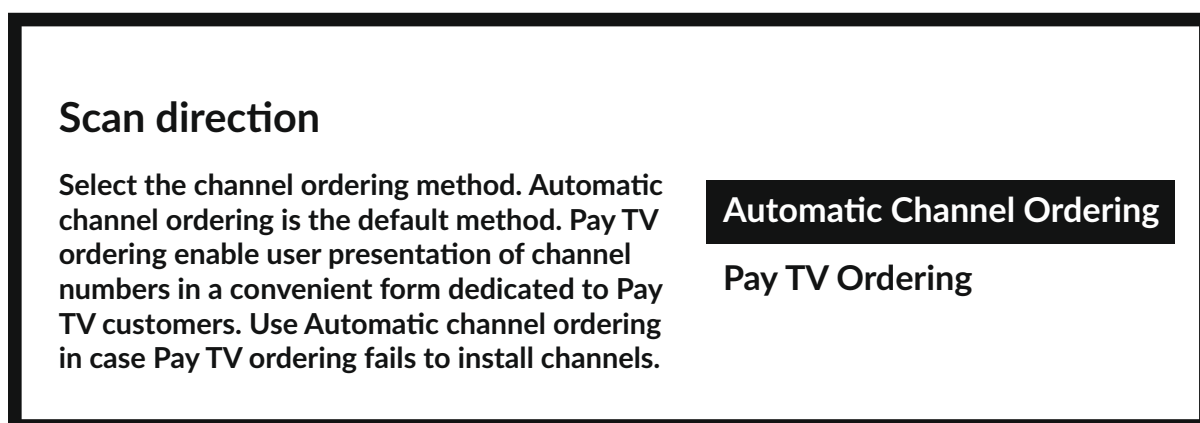 Scan direction
Select the channel ordering method. Automatic
channel ordering is the default method. Pay TV
ordering enable user presentation of channel
numbers in a convenient form dedicated to Pay
TV customers. Use Automatic channel ordering
in case Pay TV ordering fails to install channels.
Automatic Channel Ordering
Pay TV Ordering